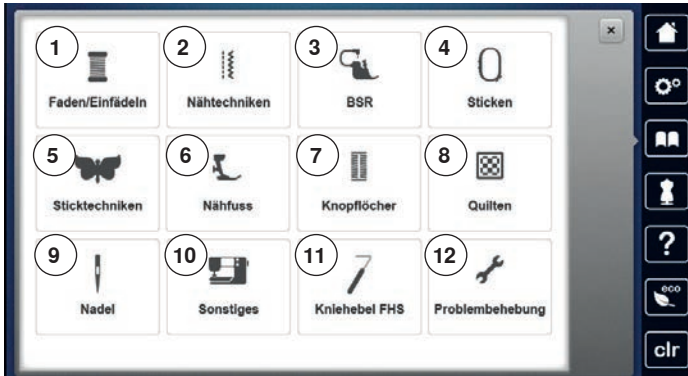 1
2
3
4
Faden/Einfädeln
Nähtechniken
BSR
Sticken
5
6
7
8
Sticktechniken
Nähfuss
Knopflöcher
Quilten
9
10
11
12
Nadel
Sonstiges
Kniehebel FHS
Problembehebung
×
?
eco
clr